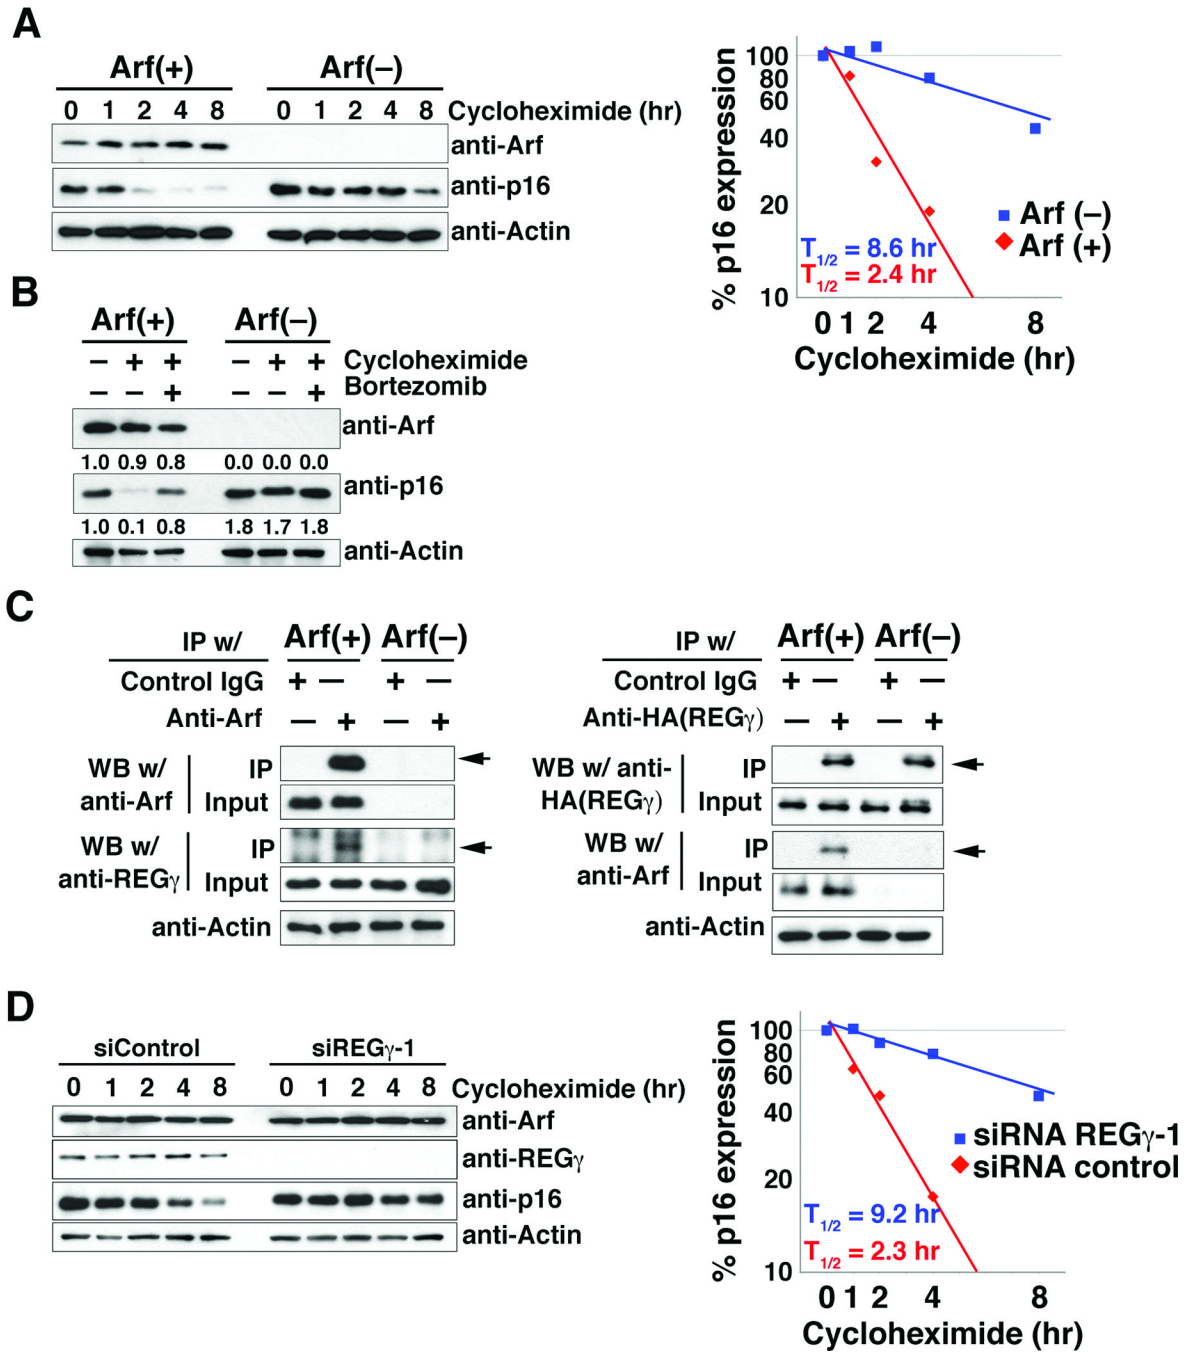 A
Arf(+) Arf(–)
0 1 2 4 8 0 1 2 4 8 Cycloheximide (hr)
anti-Arf
anti-p16
anti-Actin
% p16 expression
100
80
60
40
20
10
0 1 2 4 8
Cycloheximide (hr)
Arf (–)
Arf (+)
T1/2 = 8.6 hr
T1/2 = 2.4 hr
B
Arf(+) Arf(–)
– + + – + + Cycloheximide
– – + – – + Bortezomib
anti-Arf
1.0 0.9 0.8 0.0 0.0 0.0
anti-p16
1.0 0.1 0.8 1.8 1.7 1.8
anti-Actin
C
IP w/ Arf(+) Arf(–)
Control IgG + – + –
Anti-Arf – + – +
WB w/ anti-Arf IP
Input
WB w/ anti-REGγ IP
Input
anti-Actin
IP w/ Arf(+) Arf(–)
Control IgG + – + –
Anti-HA(REGγ) – + – +
WB w/ anti-HA(REGγ) IP
Input
WB w/ anti-Arf IP
Input
anti-Actin
D
siControl siREGγ-1
0 1 2 4 8 0 1 2 4 8 Cycloheximide (hr)
anti-Arf
anti-REGγ
anti-p16
anti-Actin
% p16 expression
100
80
60
40
20
10
0 1 2 4 8
Cycloheximide (hr)
siRNA REGγ-1
siRNA control
T1/2 = 9.2 hr
T1/2 = 2.3 hr